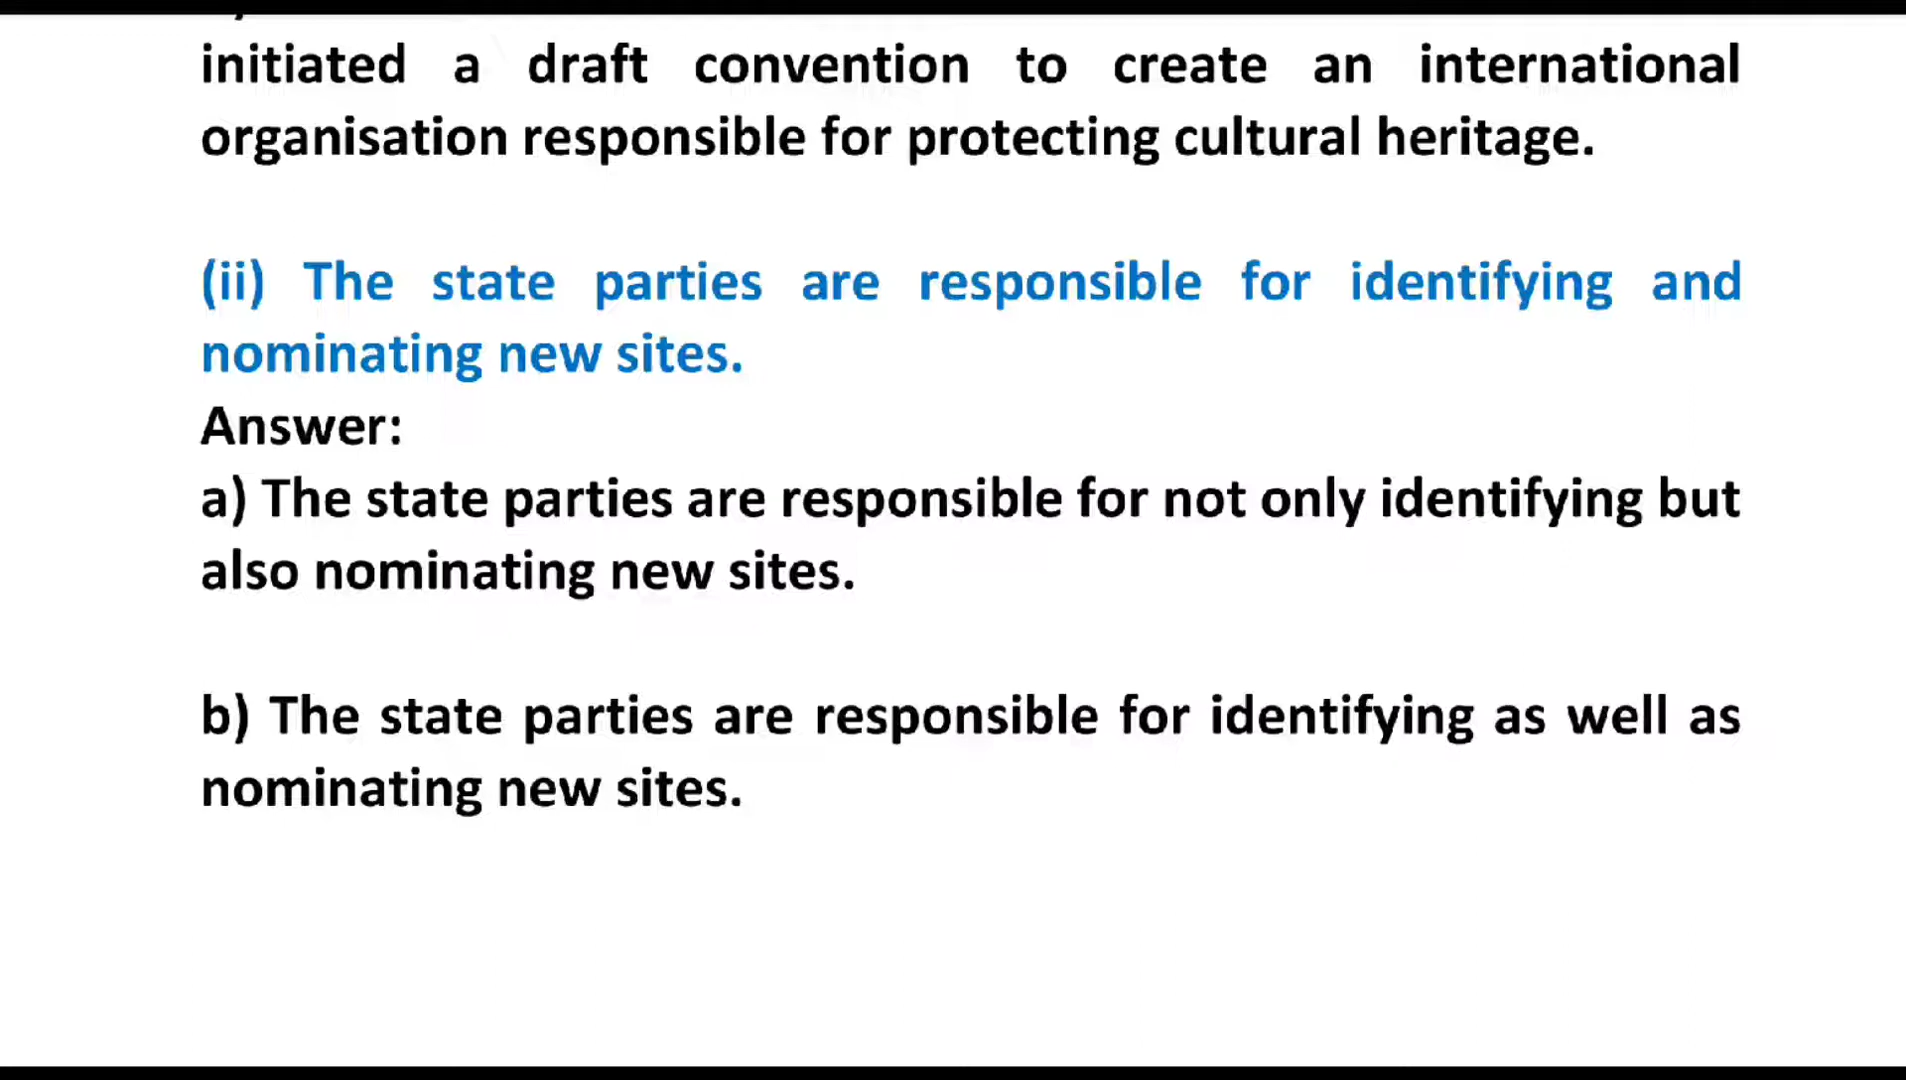 initiated a draft convention to create an international
organisation responsible for protecting cultural heritage.
(ii) The state parties are responsible for identifying and
nominating new sites.
Answer:
a) The state parties are responsible for not only identifying but
also nominating new sites.
b) The state parties are responsible for identifying as well as
nominating new sites.